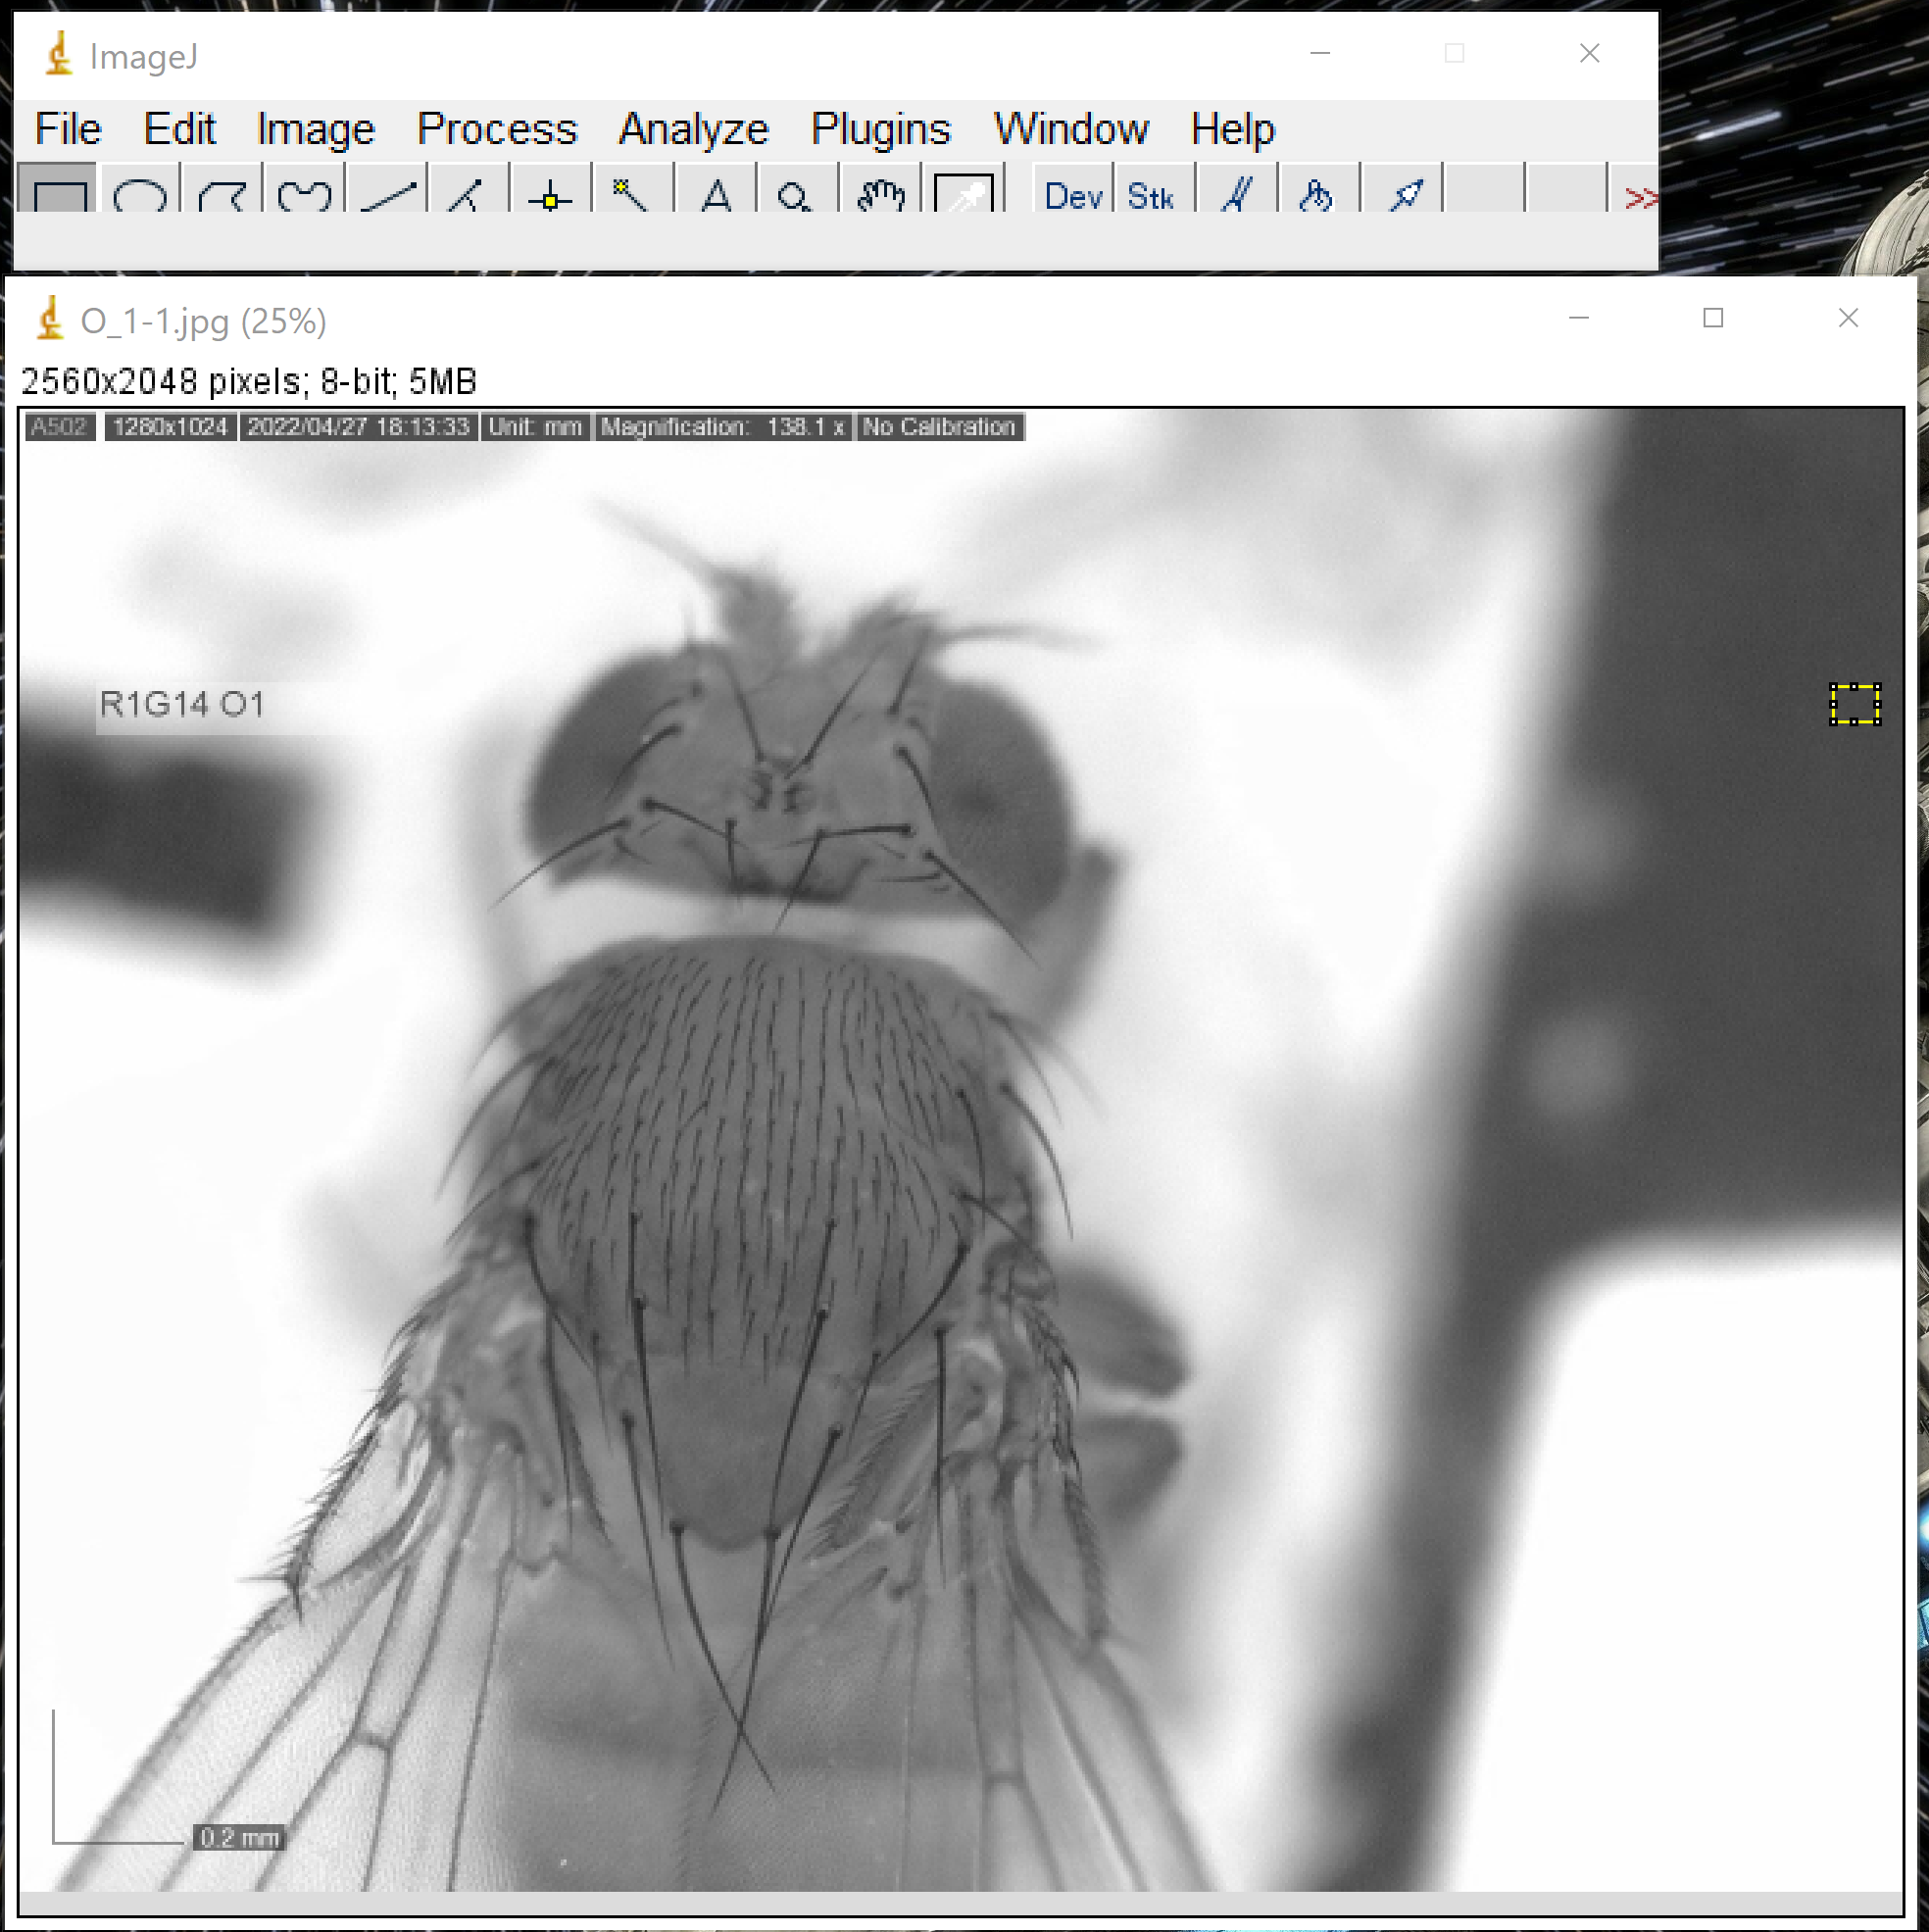 ImageJ
File Edit Image Process Analyze Plugins Window Help
A Dev Stk >>
O_1-1.jpg (25%)
2560x2048 pixels; 8-bit; 5MB
A502 1280x1024 2022/04/27 18:13:33 Unit: mm Magnification: 138.1 x No Calibration
R1G14 O1
0.2 mm